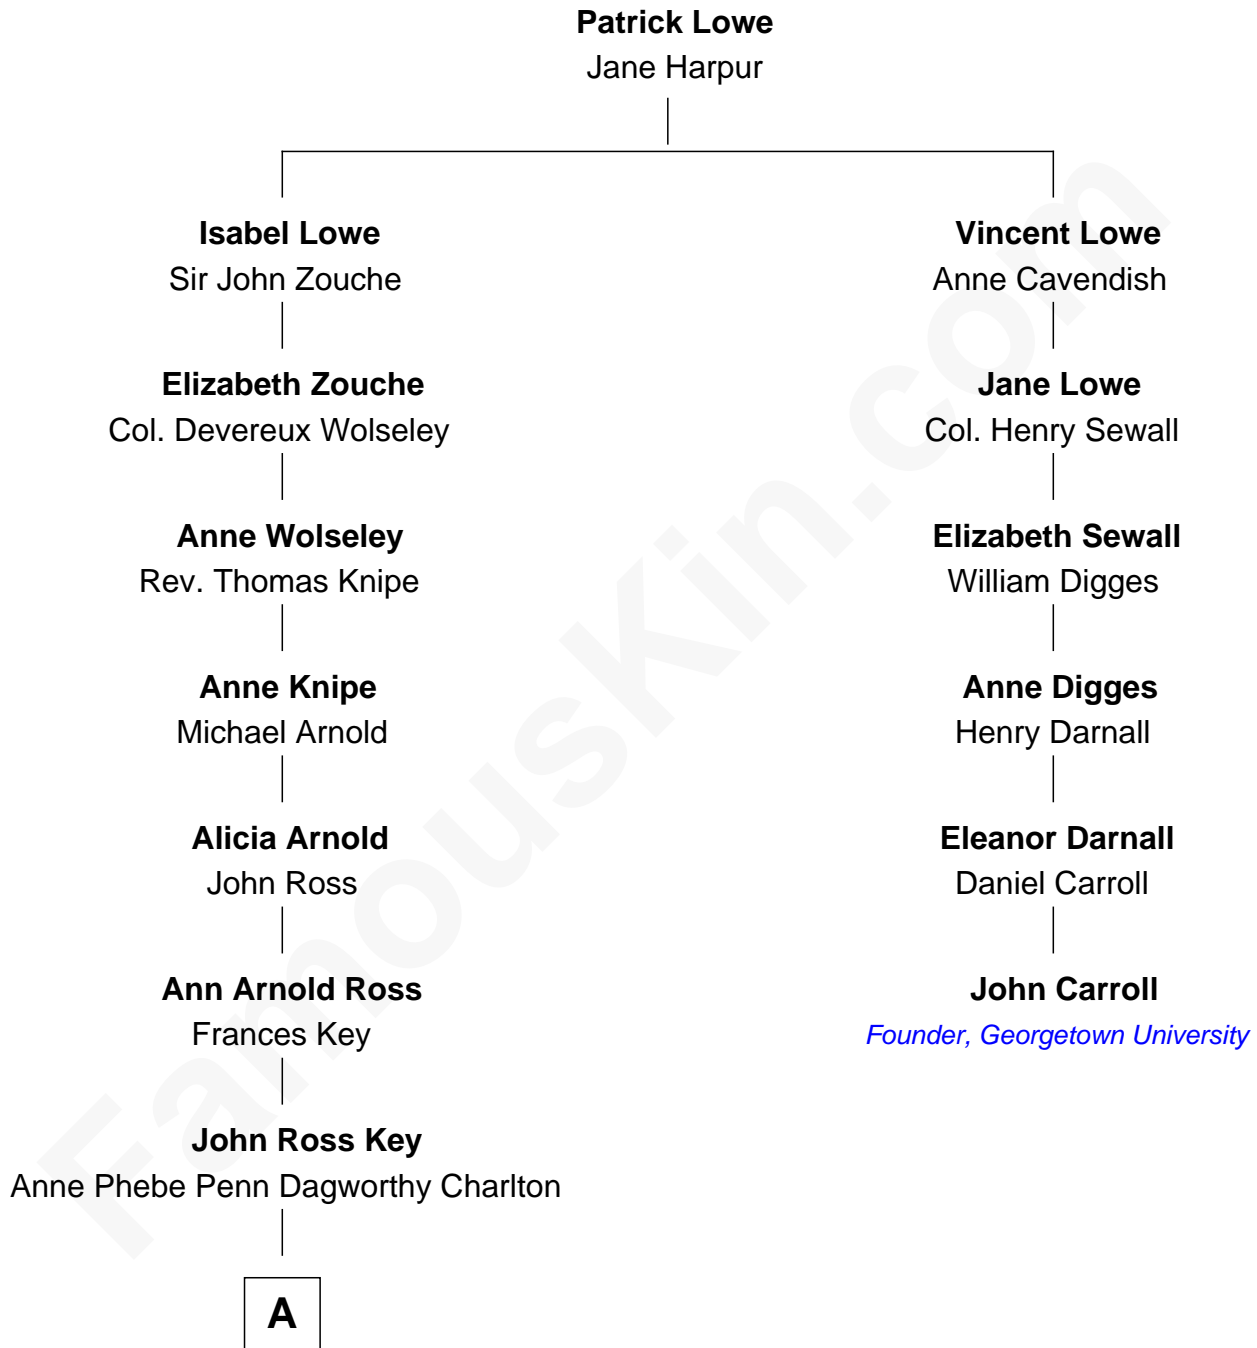 Patrick Lowe
Jane Harpur
Isabel Lowe
Sir John Zouche
Vincent Lowe
Anne Cavendish
Elizabeth Zouche
Col. Devereux Wolseley
Jane Lowe
Col. Henry Sewall
Anne Wolseley
Rev. Thomas Knipe
Elizabeth Sewall
William Digges
Anne Knipe
Michael Arnold
Anne Digges
Henry Darnall
Alicia Arnold
John Ross
Eleanor Darnall
Daniel Carroll
Ann Arnold Ross
Frances Key
John Carroll
Founder, Georgetown University
John Ross Key
Anne Phebe Penn Dagworthy Charlton
A
FamousKin.com